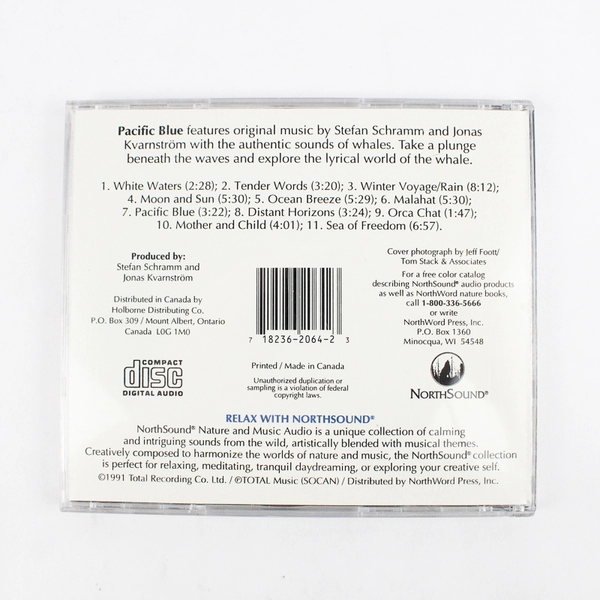 Pacific Blue features original music by Stefan Schramm and Jonas
Kvarnström with the authentic sounds of whales. Take a plunge
beneath the waves and explore the lyrical world of the whale.
1. White Waters (2:28); 2. Tender Words (3:20); 3. Winter Voyage/Rain (8:12);
4. Moon and Sun (5:30); 5. Ocean Breeze (5:29); 6. Malahat (5:30);
7. Pacific Blue (3:22); 8. Distant Horizons (3:24); 9. Orca Chat (1:47);
10. Mother and Child (4:01); 11. Sea of Freedom (6:57).
Produced by:
Stefan Schramm and
Jonas Kvarnström
Distributed in Canada by
Holborne Distributing Co.
P.O. Box 309 / Mount Albert, Ontario
Canada L0G 1M0
COMPACT
disc
DIGITAL AUDIO
7 18236-2064-2 3
Printed / Made in Canada
Unauthorized duplication or
sampling is a violation of federal
copyright laws.
Cover photograph by Jeff Foott/
Tom Stack & Associates
For a free color catalog
describing NorthSound® audio products
as well as NorthWord nature books,
call 1-800-336-5666
or write
NorthWord Press, Inc.
P.O. Box 1360
Minocqua, WI 54548
NORTHSOUND®
RELAX WITH NORTHSOUND®
NorthSound® Nature and Music Audio is a unique collection of calming
and intriguing sounds from the wild, artistically blended with musical themes.
Creatively composed to harmonize the worlds of nature and music, the NorthSound® collection
is perfect for relaxing, meditating, tranquil daydreaming, or exploring your creative self.
©1991 Total Recording Co. Ltd. / ℗TOTAL Music (SOCAN) / Distributed by NorthWord Press, Inc.